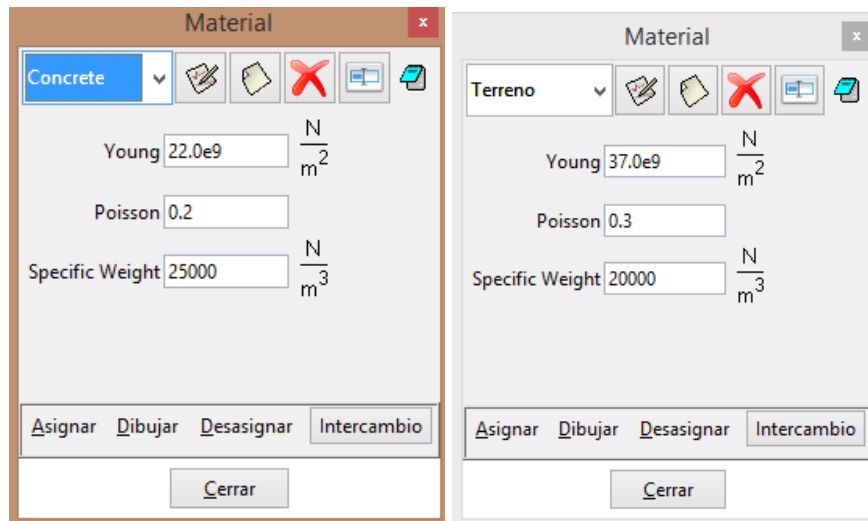 Material
x
Concrete
Young 22.0e9 N/m²
Poisson 0.2
Specific Weight 25000 N/m³
Asignar Dibujar Desasignar Intercambio
Cerrar
Material
x
Terreno
Young 37.0e9 N/m²
Poisson 0.3
Specific Weight 20000 N/m³
Asignar Dibujar Desasignar Intercambio
Cerrar